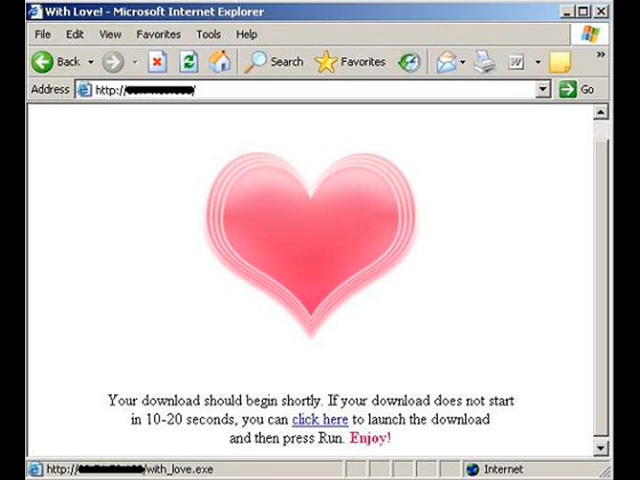 With Love! - Microsoft Internet Explorer
File Edit View Favorites Tools Help
Back Search Favorites W »
Address http:// / Go
Your download should begin shortly. If your download does not start
in 10-20 seconds, you can click here to launch the download
and then press Run. Enjoy!
http:// /with_love.exe Internet